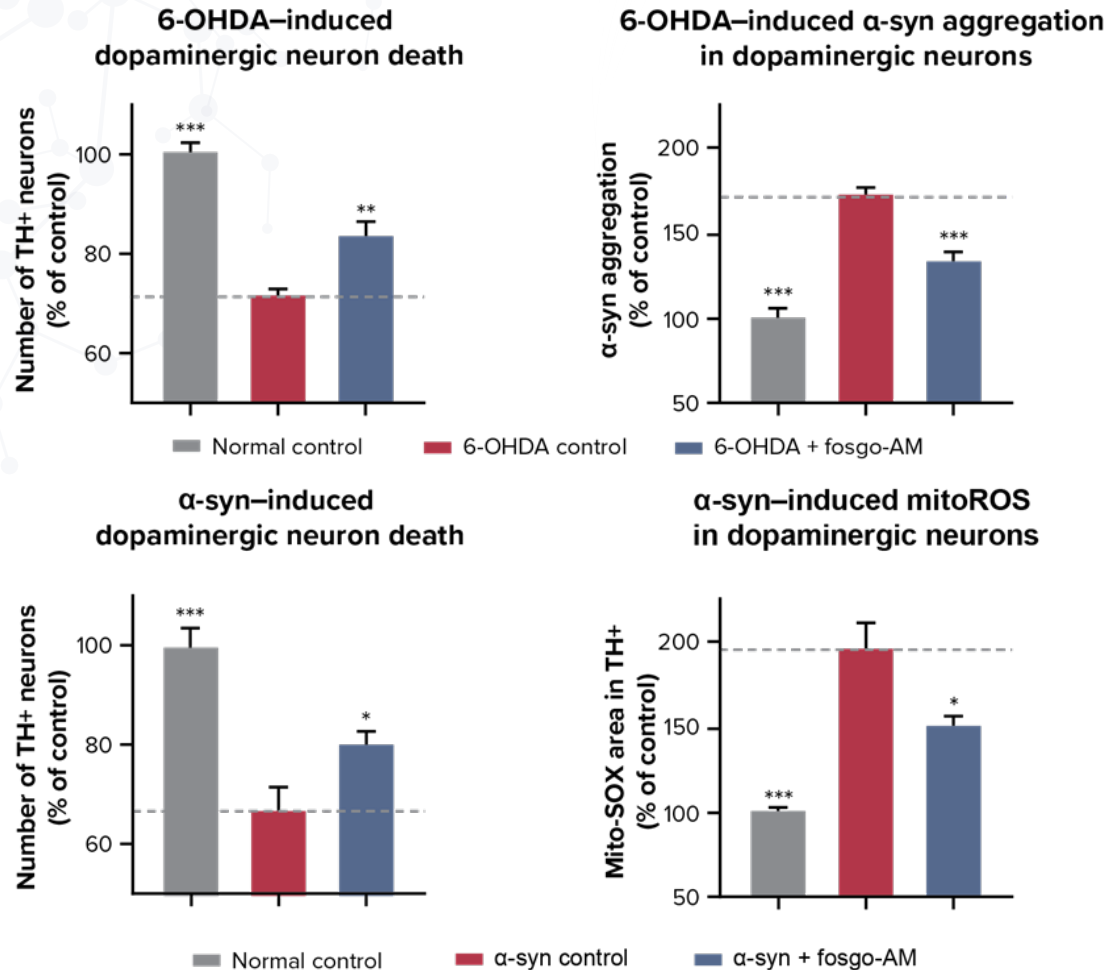 6-OHDA–induced
dopaminergic neuron death
Number of TH+ neurons
(% of control)
100
80
60
***
**
6-OHDA–induced α-syn aggregation
in dopaminergic neurons
α-syn aggregation
(% of control)
200
150
100
50
***
***
Normal control
6-OHDA control
6-OHDA + fosgo-AM
α-syn–induced
dopaminergic neuron death
Number of TH+ neurons
(% of control)
100
80
60
***
*
α-syn–induced mitoROS
in dopaminergic neurons
Mito-SOX area in TH+
(% of control)
200
150
100
50
***
*
Normal control
α-syn control
α-syn + fosgo-AM